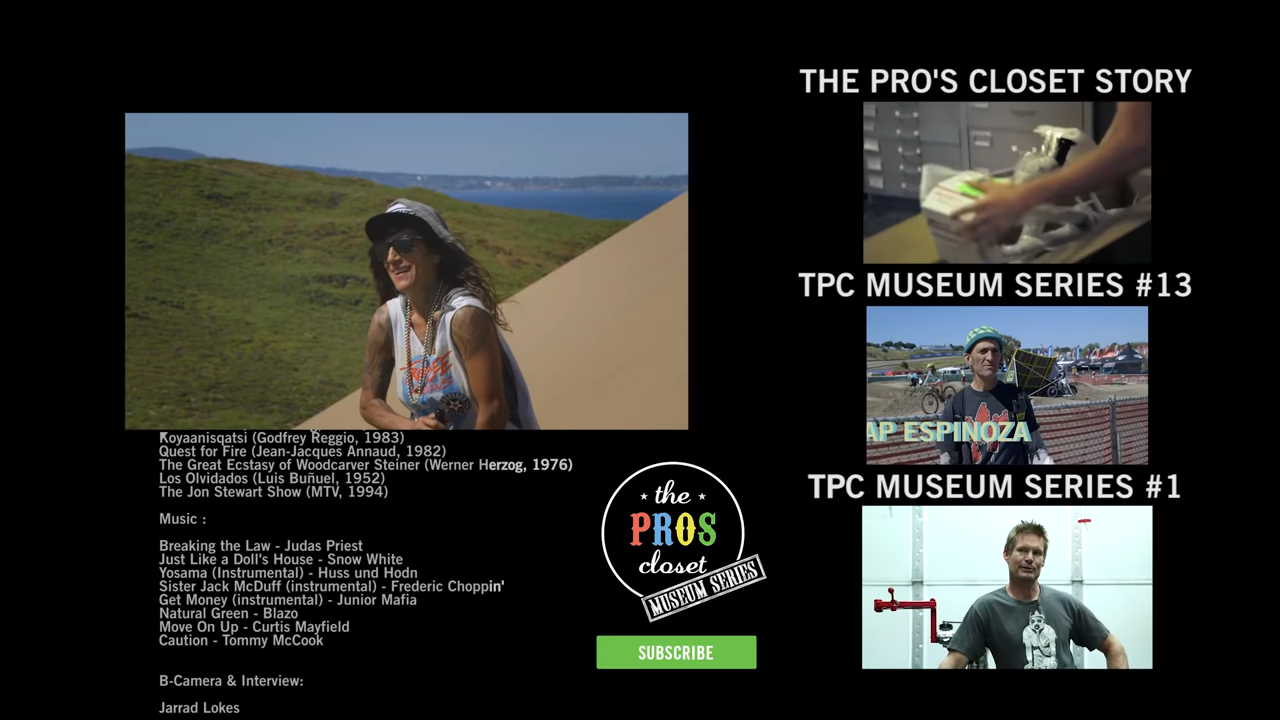 Koyaanisqatsi (Godfrey Reggio, 1983)
Quest for Fire (Jean-Jacques Annaud, 1982)
The Great Ecstasy of Woodcarver Steiner (Werner Herzog, 1976)
Los Olvidados (Luis Buñuel, 1952)
The Jon Stewart Show (MTV, 1994)
Music :
Breaking the Law - Judas Priest
Just Like a Doll's House - Snow White
Yosama (Instrumental) - Huss und Hodn
Sister Jack McDuff (instrumental) - Frederic Choppin'
Get Money (instrumental) - Junior Mafia
Natural Green - Blazo
Move On Up - Curtis Mayfield
Caution - Tommy McCook
B-Camera & Interview:
Jarrad Lokes
the
PROS
closet
MUSEUM SERIES
SUBSCRIBE
THE PRO'S CLOSET STORY
TPC MUSEUM SERIES #13
AP ESPINOZA
TPC MUSEUM SERIES #1